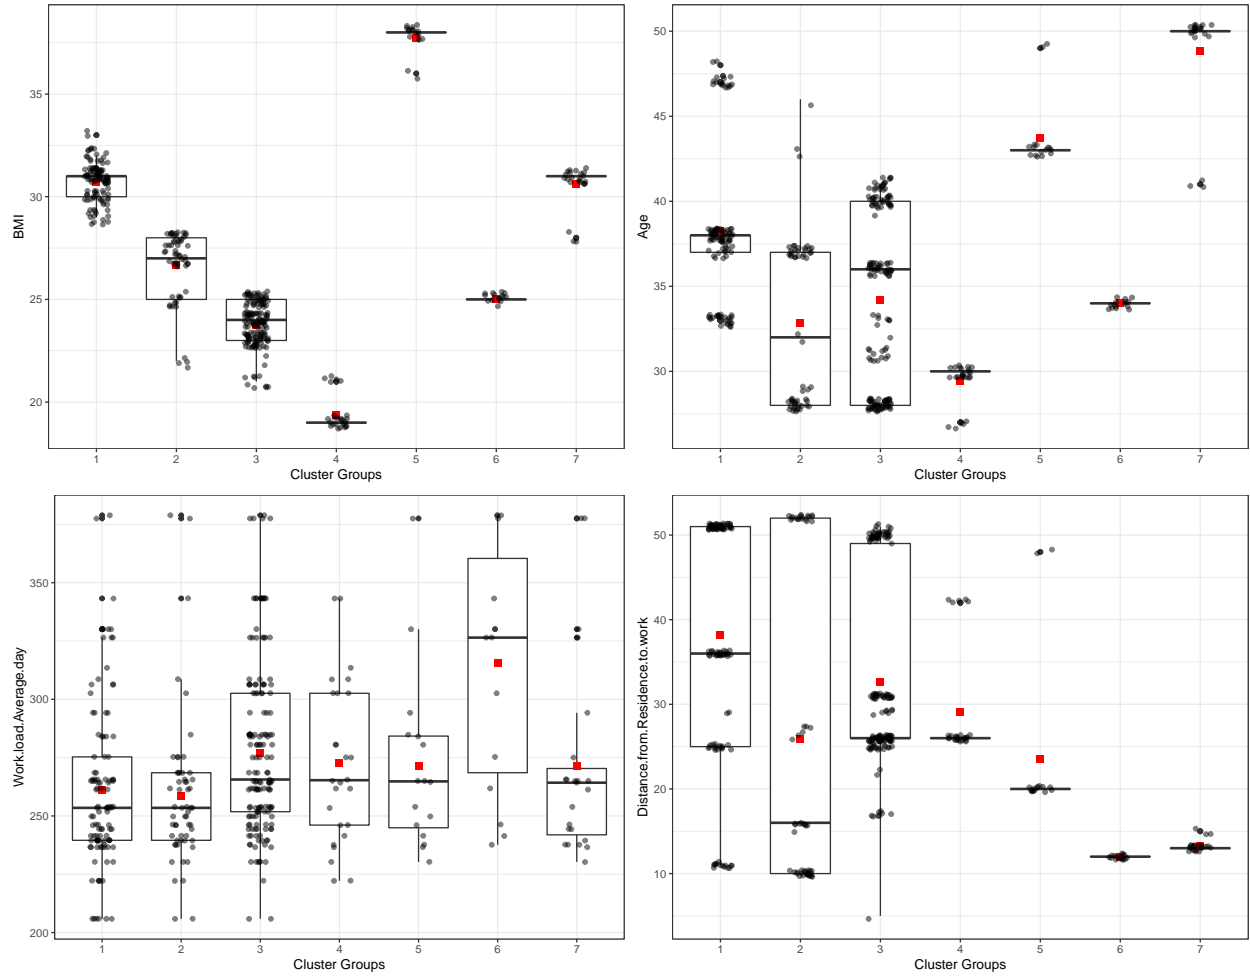 BMI
35
30
25
20
1 2 3 4 5 6 7
Cluster Groups
Age
50
45
40
35
30
1 2 3 4 5 6 7
Cluster Groups
Work.load.Average.day
350
300
250
200
1 2 3 4 5 6 7
Cluster Groups
Distance.from.Residence.to.work
50
40
30
20
10
1 2 3 4 5 6 7
Cluster Groups